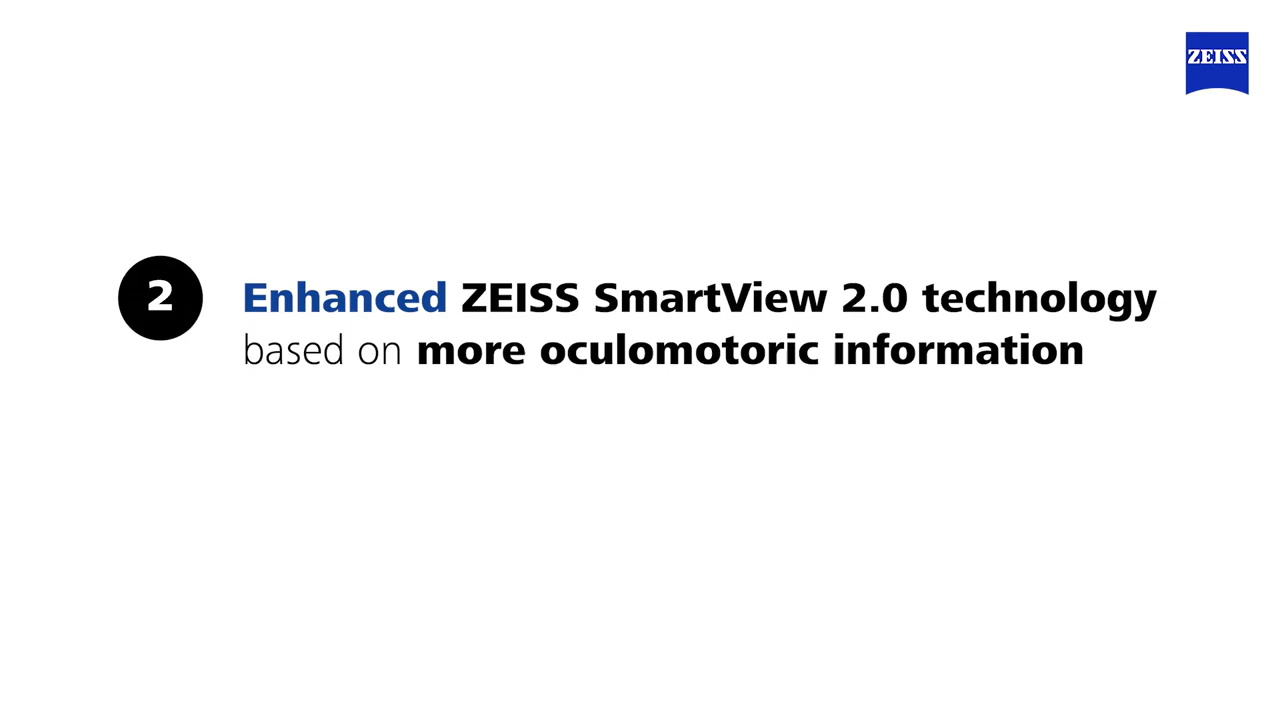 ZEISS
2
Enhanced ZEISS SmartView 2.0 technology
based on more oculomotoric information